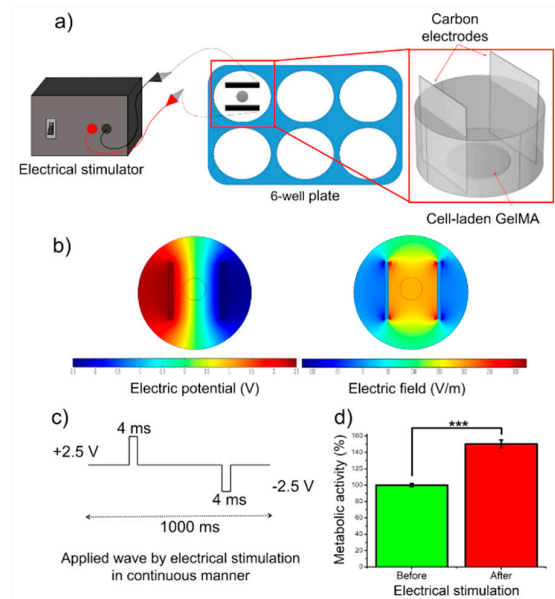 a)
Carbon
electrodes
Electrical stimulator
6-well plate
Cell-laden GelMA
b)
Electric potential (V)
Electric field (V/m)
c)
+2.5 V
4 ms
4 ms
-2.5 V
1000 ms
Applied wave by electrical stimulation
in continuous manner
d)
***
Metabolic activity (%)
160
140
120
100
80
60
40
20
0
Before
After
Electrical stimulation